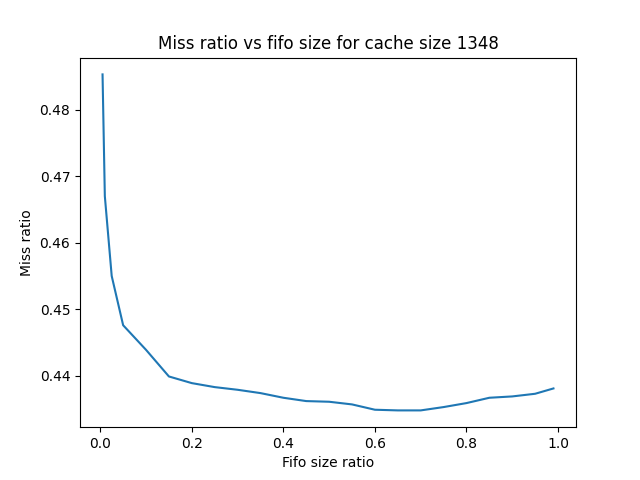 Miss ratio vs fifo size for cache size 1348
0.48
0.47
0.46
0.45
0.44
Miss ratio
0.0 0.2 0.4 0.6 0.8 1.0
Fifo size ratio